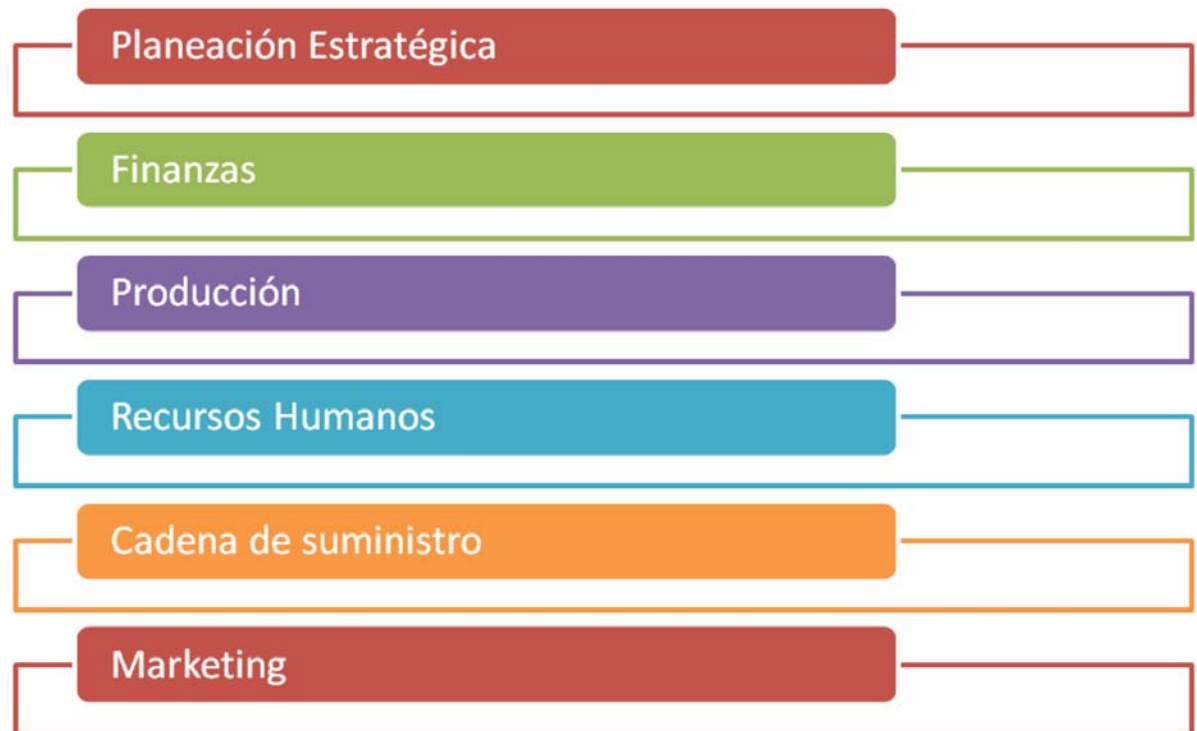 Planeación Estratégica
Finanzas
Producción
Recursos Humanos
Cadena de suministro
Marketing